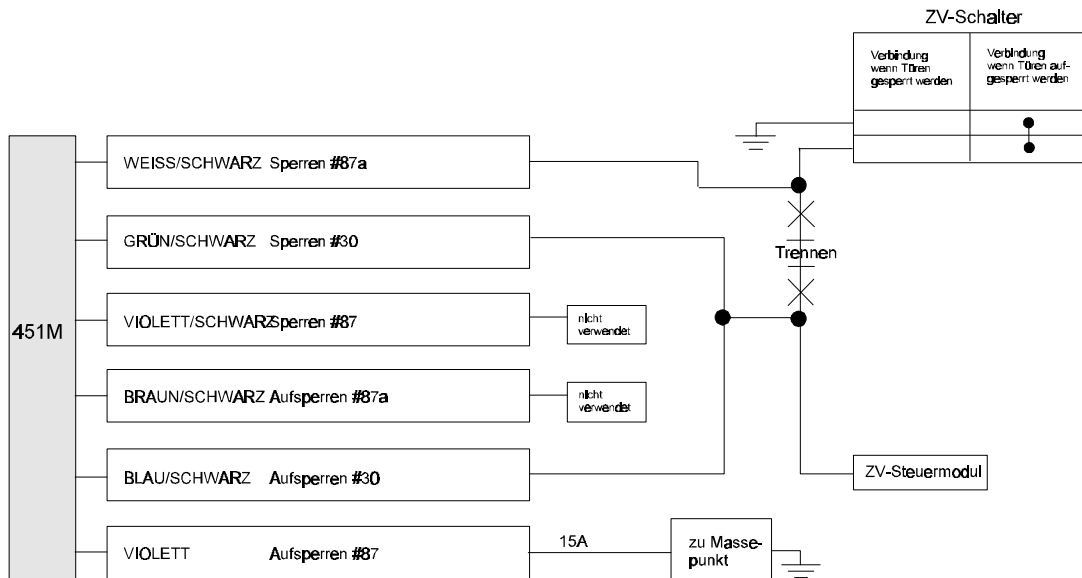 ZV-Schalter
Verbindung
wenn Türen
gesperrt werden
Verbindung
wenn Türen auf-
gesperrt werden
451M
WEISS/SCHWARZ Sperren #87a
GRÜN/SCHWARZ Sperren #30
Trennen
VIOLETT/SCHWARZ Sperren #87
nicht
verwendet
BRAUN/SCHWARZ Aufsperren #87a
nicht
verwendet
BLAU/SCHWARZ Aufsperren #30
ZV-Steuermodul
VIOLETT Aufsperren #87
15A
zu Masse-
punkt